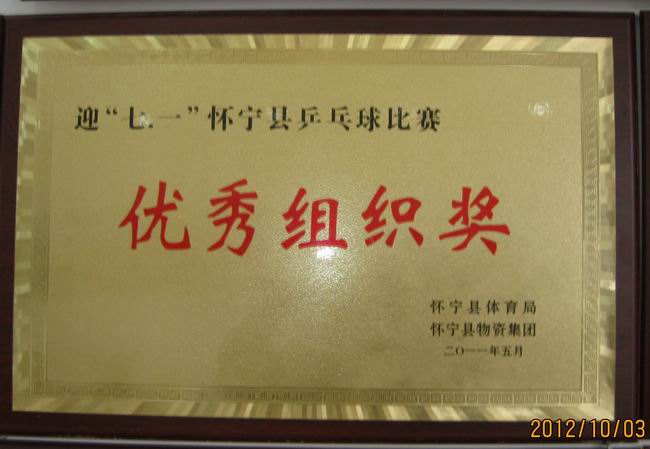 迎“七.一”怀宁县乒乓球比赛
优秀组织奖
怀宁县体育局
怀宁县物资集团
二〇一一年五月
2012/10/03